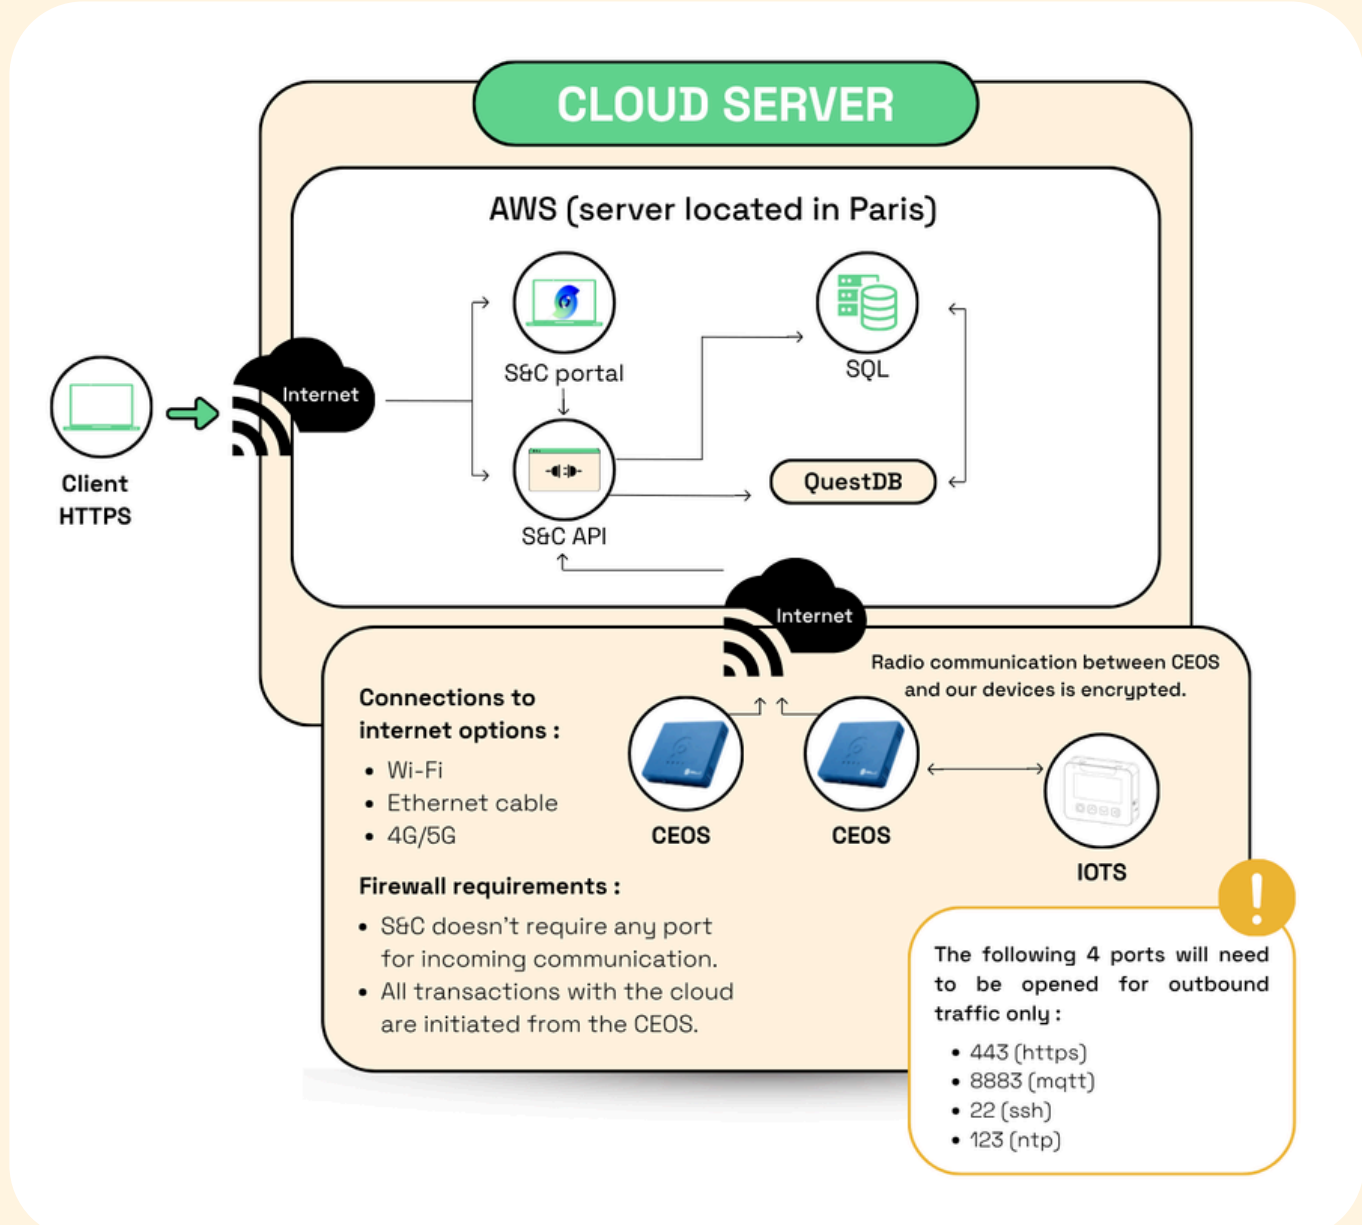 CLOUD SERVER
AWS (server located in Paris)
Internet
S&C portal
SQL
Client
HTTPS
QuestDB
S&C API
Internet
Radio communication between CEOS
and our devices is encrypted.
Connections to
internet options :
• Wi-Fi
• Ethernet cable
• 4G/5G
CEOS
CEOS
IOTS
Firewall requirements :
• S&C doesn't require any port
for incoming communication.
• All transactions with the cloud
are initiated from the CEOS.
!
The following 4 ports will need
to be opened for outbound
traffic only :
• 443 (https)
• 8883 (mqtt)
• 22 (ssh)
• 123 (ntp)